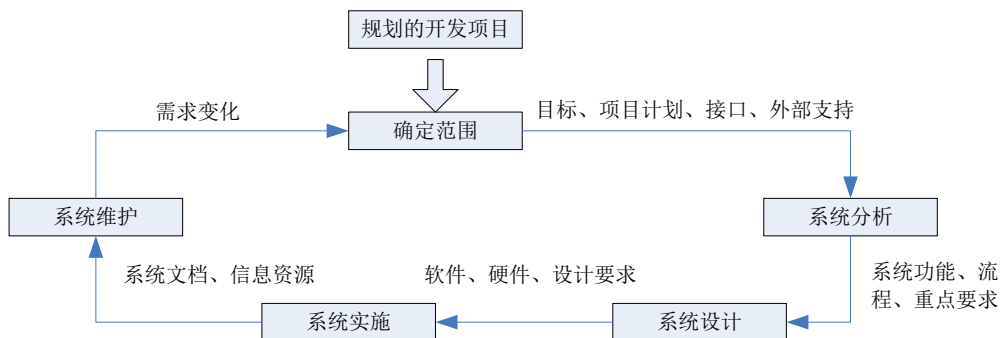 规划的开发项目
需求变化
确定范围
目标、项目计划、接口、外部支持
系统维护
系统分析
系统文档、信息资源
软件、硬件、设计要求
系统功能、流
程、重点要求
系统实施
系统设计